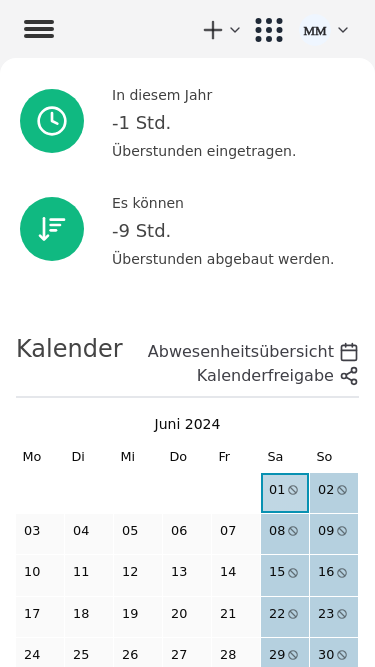 MM
In diesem Jahr
-1 Std.
Überstunden eingetragen.
Es können
-9 Std.
Überstunden abgebaut werden.
Kalender
Abwesenheitsübersicht
Kalenderfreigabe
Juni 2024
Mo Di Mi Do Fr Sa So
01 02
03 04 05 06 07 08 09
10 11 12 13 14 15 16
17 18 19 20 21 22 23
24 25 26 27 28 29 30